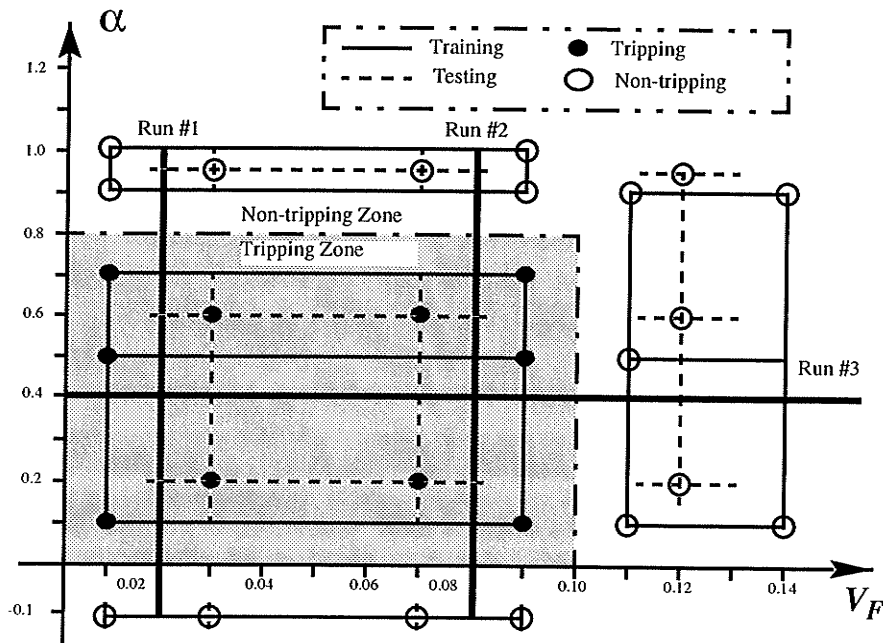 α
Training
Tripping
Testing
Non-tripping
1.2
Run #1
Run #2
1.0
Non-tripping Zone
0.8
Tripping Zone
0.6
Run #3
0.4
0.2
0.02
0.04
0.06
0.08
0.10
0.12
0.14
-0.1
V_F